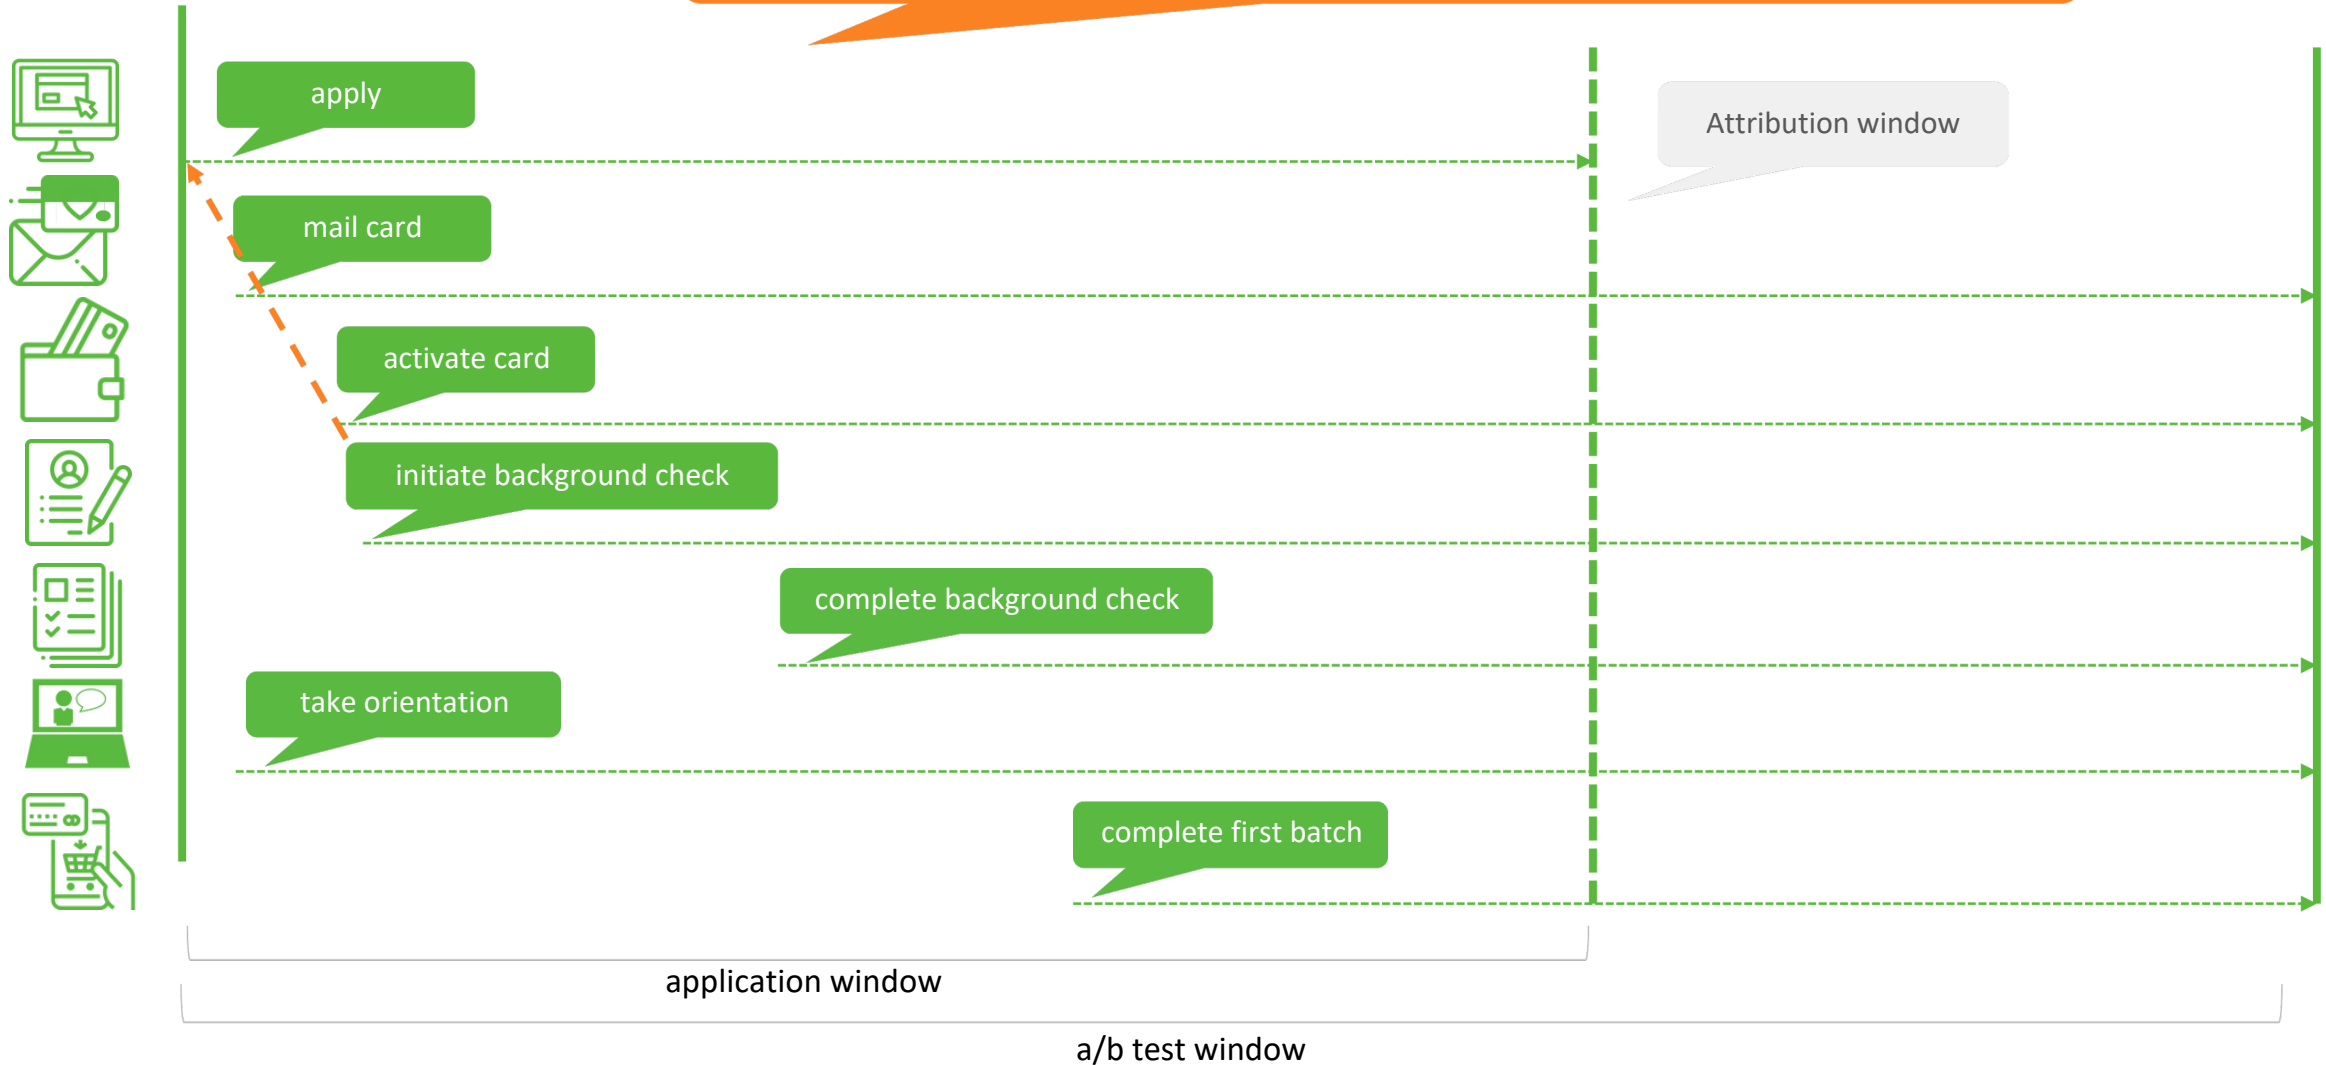 apply
Attribution window
mail card
activate card
initiate background check
complete background check
take orientation
complete first batch
application window
a/b test window